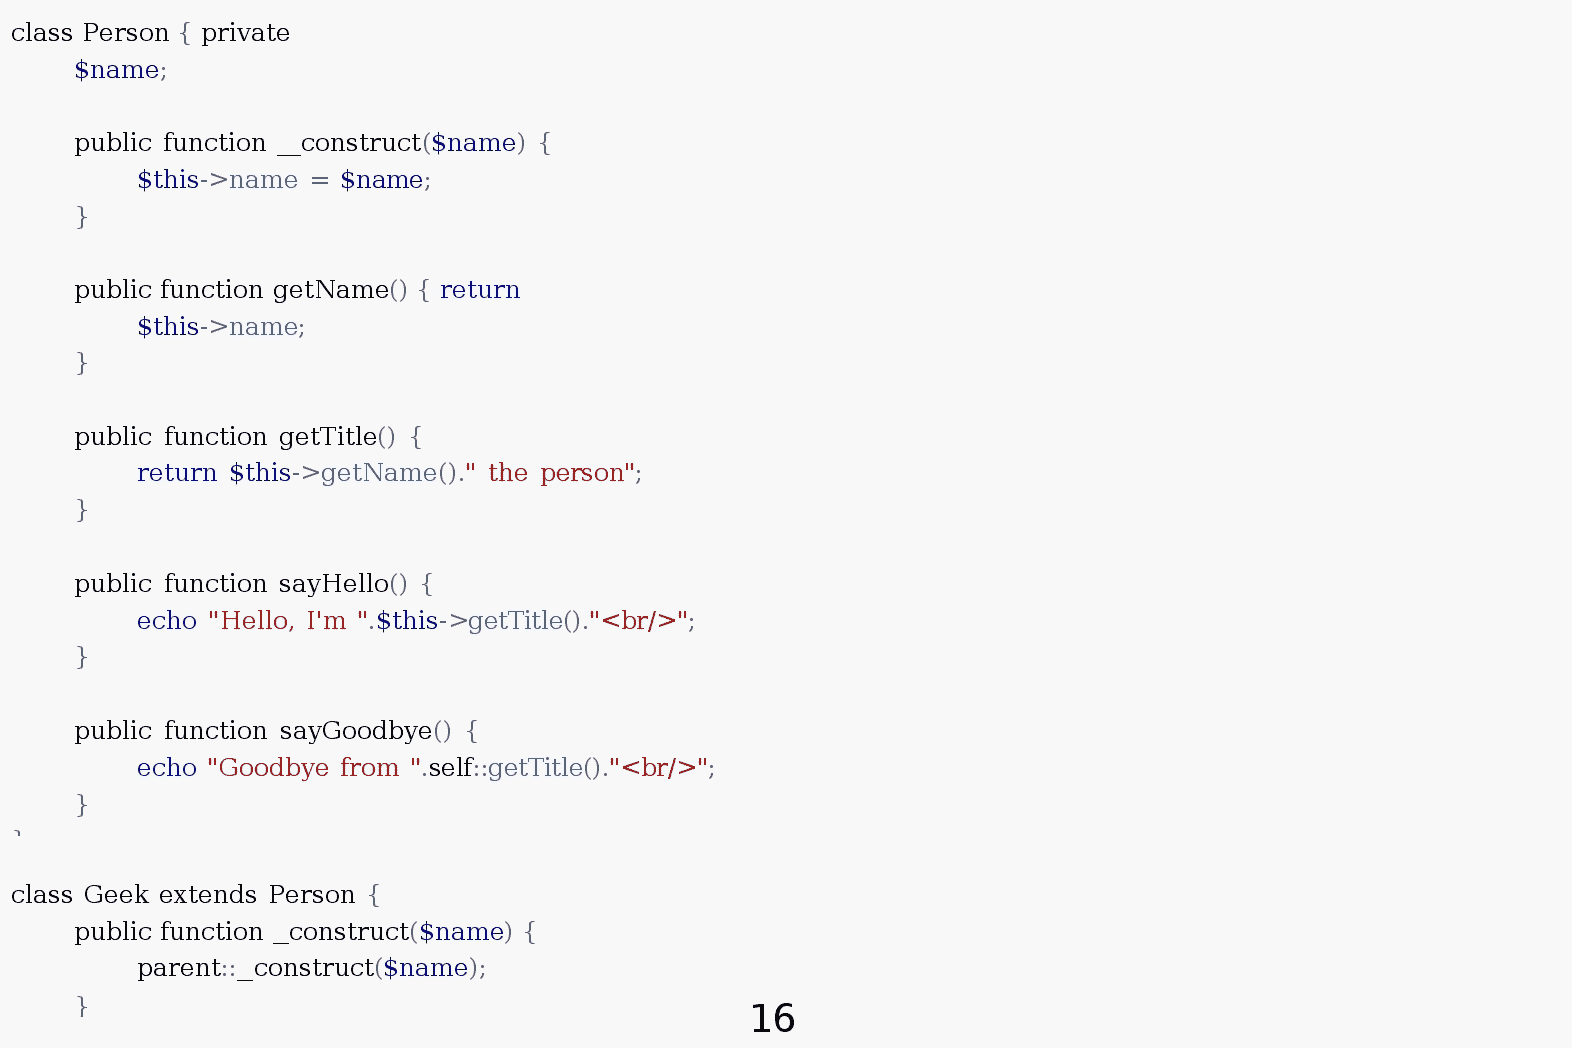 class Person { private
$name;
public function __construct($name) {
$this->name = $name;
}
public function getName() { return
$this->name;
}
public function getTitle() {
return $this->getName()." the person";
}
public function sayHello() {
echo "Hello, I'm ".$this->getTitle()."<br/>";
}
public function sayGoodbye() {
echo "Goodbye from ".self::getTitle()."<br/>";
}
}
class Geek extends Person {
public function _construct($name) {
parent::_construct($name);
}
16